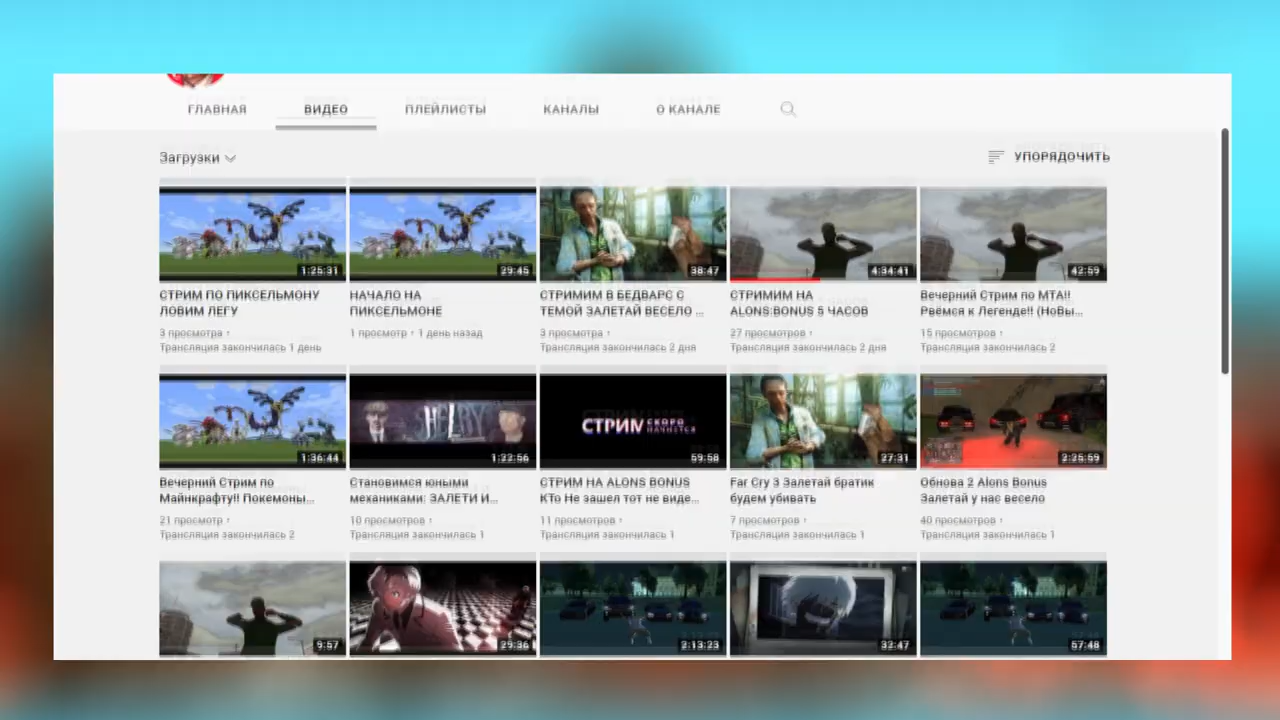 ГЛАВНАЯ ВИДЕО ПЛЕЙЛИСТЫ КАНАЛЫ О КАНАЛЕ
Загрузки УПОРЯДОЧИТЬ
1:25:31 29:45 38:47 4:34:41 42:59
СТРИМ ПО ПИКСЕЛЬМОНУ
ЛОВИМ ЛЕГУ
3 просмотра •
Трансляция закончилась 1 день
НАЧАЛО НА
ПИКСЕЛЬМОНЕ
1 просмотр • 1 день назад
СТРИМИМ В БЕДВАРС С
ТЕМОЙ ЗАЛЕТАЙ ВЕСЕЛО ...
3 просмотра •
Трансляция закончилась 2 дня
СТРИМИМ НА
ALONS:BONUS 5 ЧАСОВ
27 просмотров •
Трансляция закончилась 2 дня
Вечерний Стрим по МТА!!
Рвёмся к Легенде!! (НоВы...
15 просмотров •
Трансляция закончилась 2
1:36:44 HELBY 1:22:56 СТРИМ СКОРО
НАЧНЕТСЯ
59:58 27:31 2:25:59
Вечерний Стрим по
Майнкрафту!! Покемоны...
21 просмотр •
Трансляция закончилась 2
Становимся юными
механиками: ЗАЛЕТИ И...
10 просмотров •
Трансляция закончилась 1
СТРИМ НА ALONS BONUS
КТо Не зашел тот не виде...
11 просмотров •
Трансляция закончилась 1
Far Cry 3 Залетай братик
будем убивать
7 просмотров •
Трансляция закончилась 1
Обнова 2 Alons Bonus
Залетай у нас весело
40 просмотров •
Трансляция закончилась 1
9:57 29:36 2:13:23 32:47 57:48